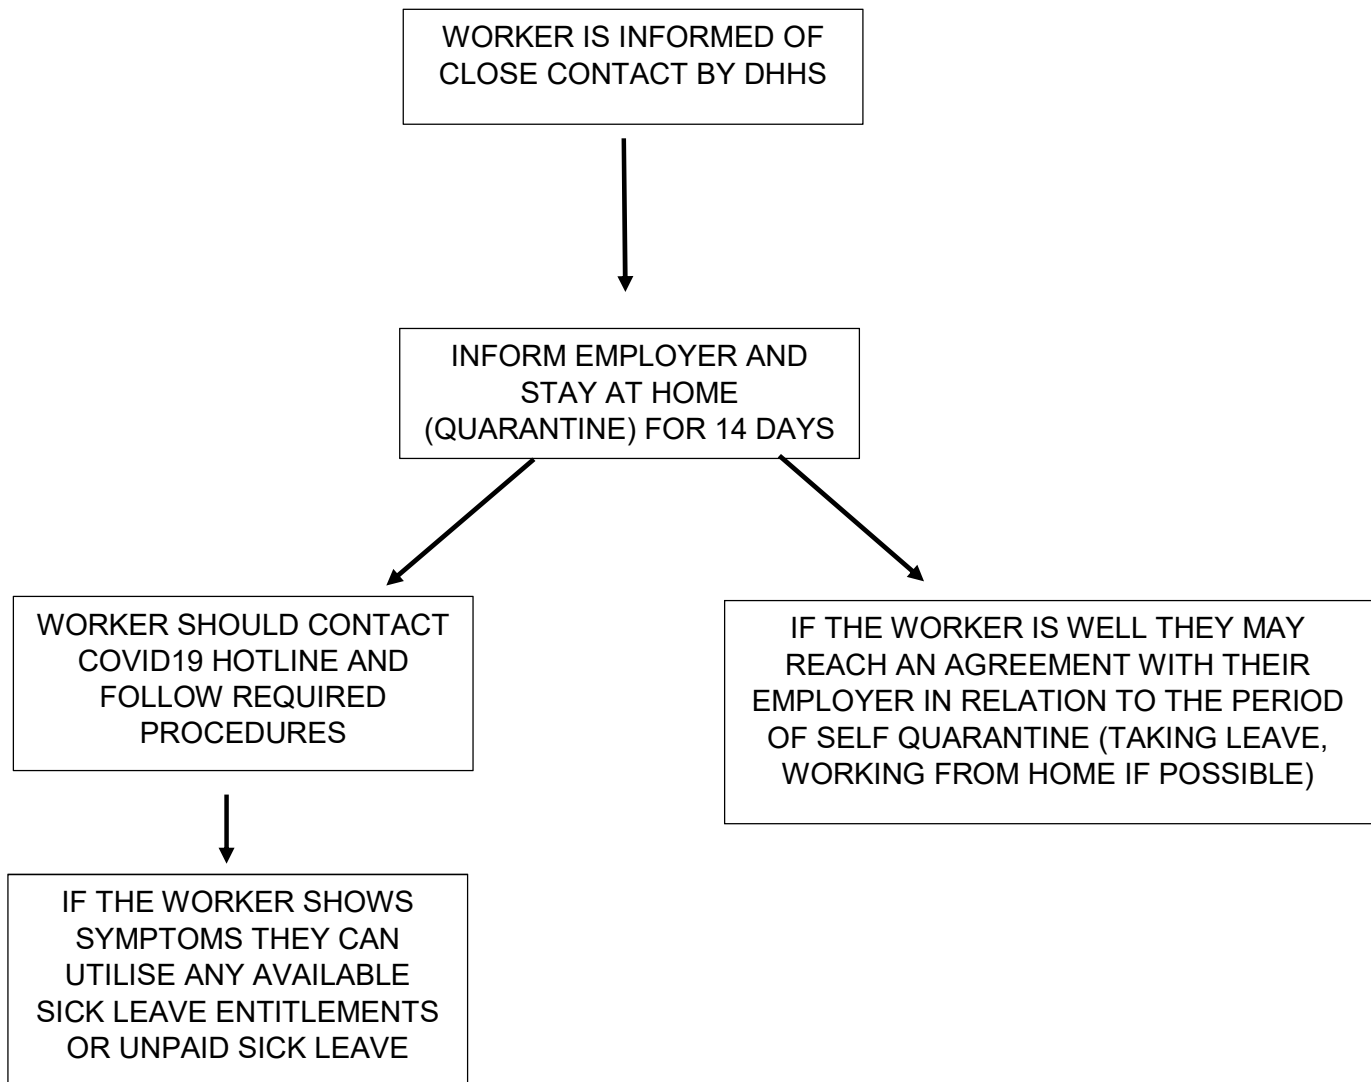 WORKER IS INFORMED OF
CLOSE CONTACT BY DHHS
INFORM EMPLOYER AND
STAY AT HOME
(QUARANTINE) FOR 14 DAYS
WORKER SHOULD CONTACT
COVID19 HOTLINE AND
FOLLOW REQUIRED
PROCEDURES
IF THE WORKER IS WELL THEY MAY
REACH AN AGREEMENT WITH THEIR
EMPLOYER IN RELATION TO THE PERIOD
OF SELF QUARANTINE (TAKING LEAVE,
WORKING FROM HOME IF POSSIBLE)
IF THE WORKER SHOWS
SYMPTOMS THEY CAN
UTILISE ANY AVAILABLE
SICK LEAVE ENTITLEMENTS
OR UNPAID SICK LEAVE